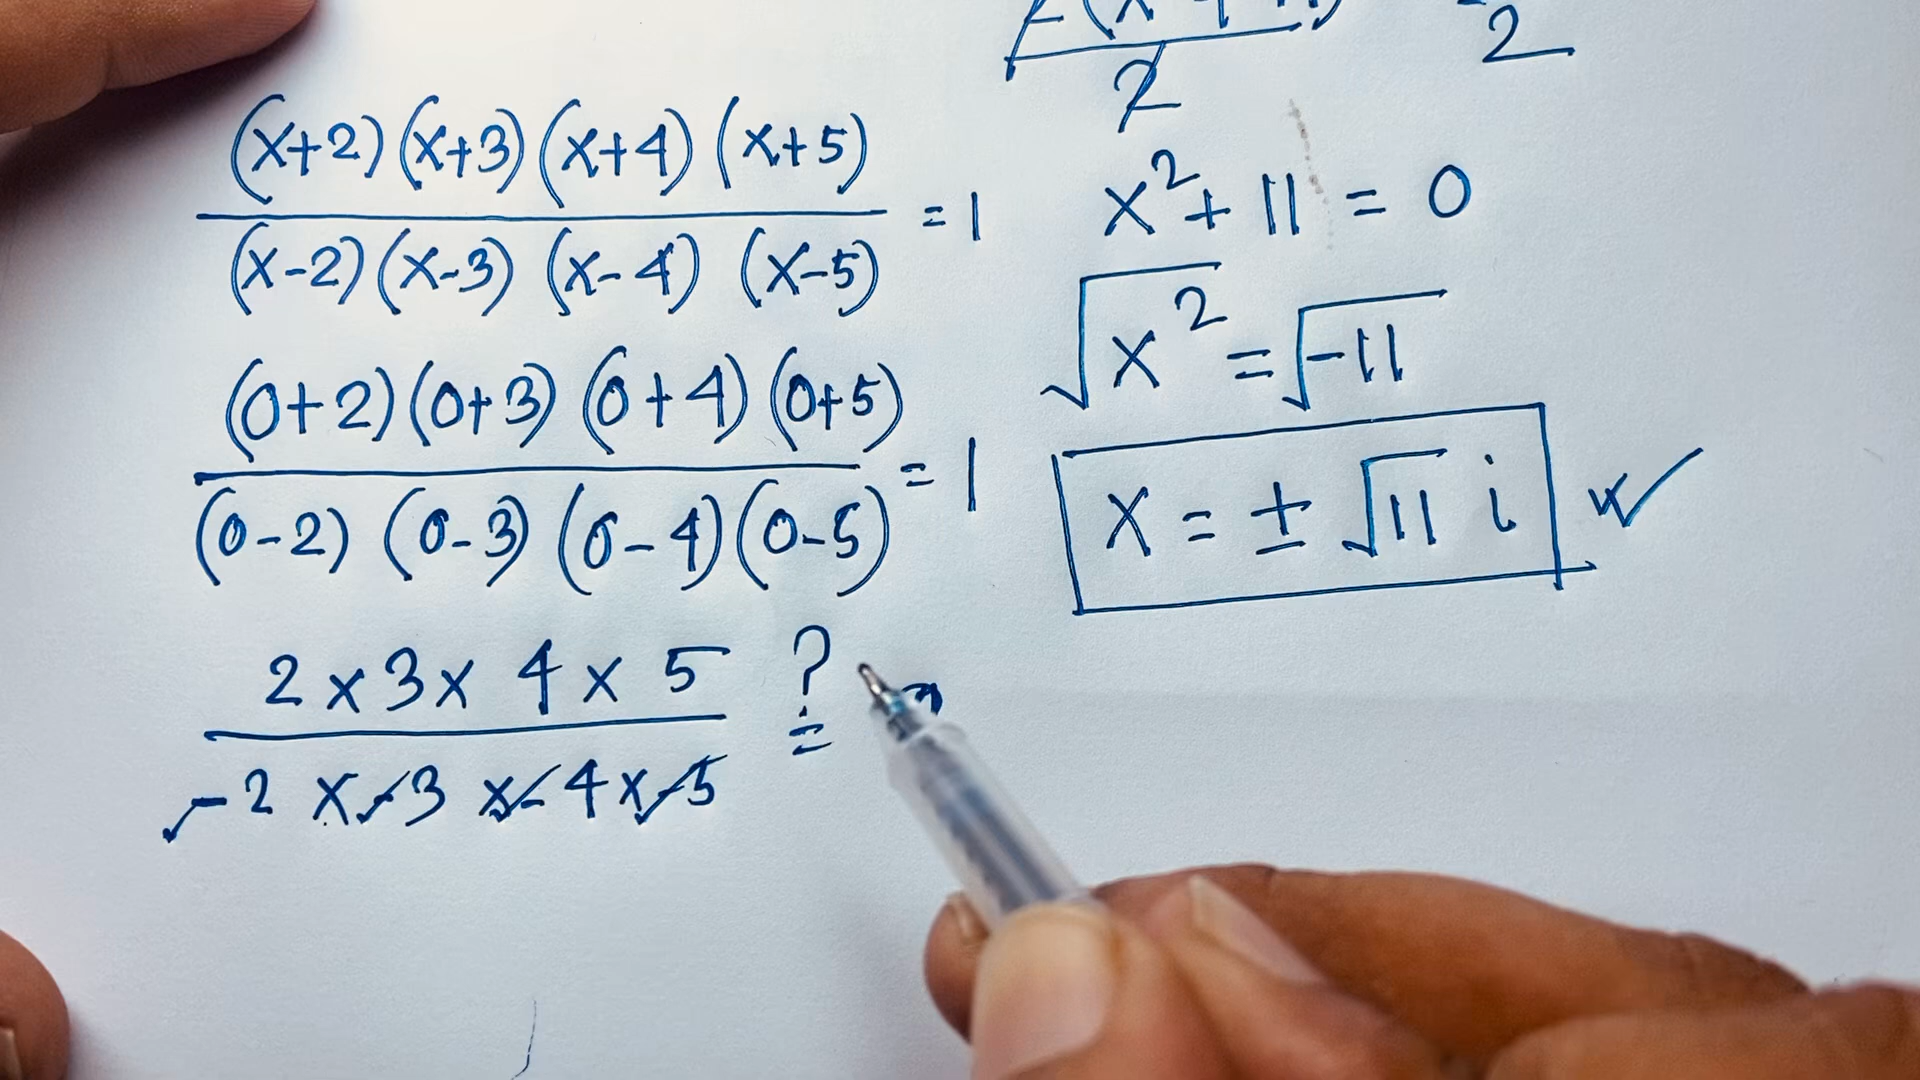 (x+2)(x+3)(x+4)(x+5)
———————————— = 1
(x-2)(x-3)(x-4)(x-5)
(0+2)(0+3)(0+4)(0+5)
———————————— = 1
(0-2)(0-3)(0-4)(0-5)
2 x 3 x 4 x 5 ?
———————————— =
-2 x -3 x -4 x -5
2
2
x² + 11 = 0
√x² = √-11
x = ± √11 i